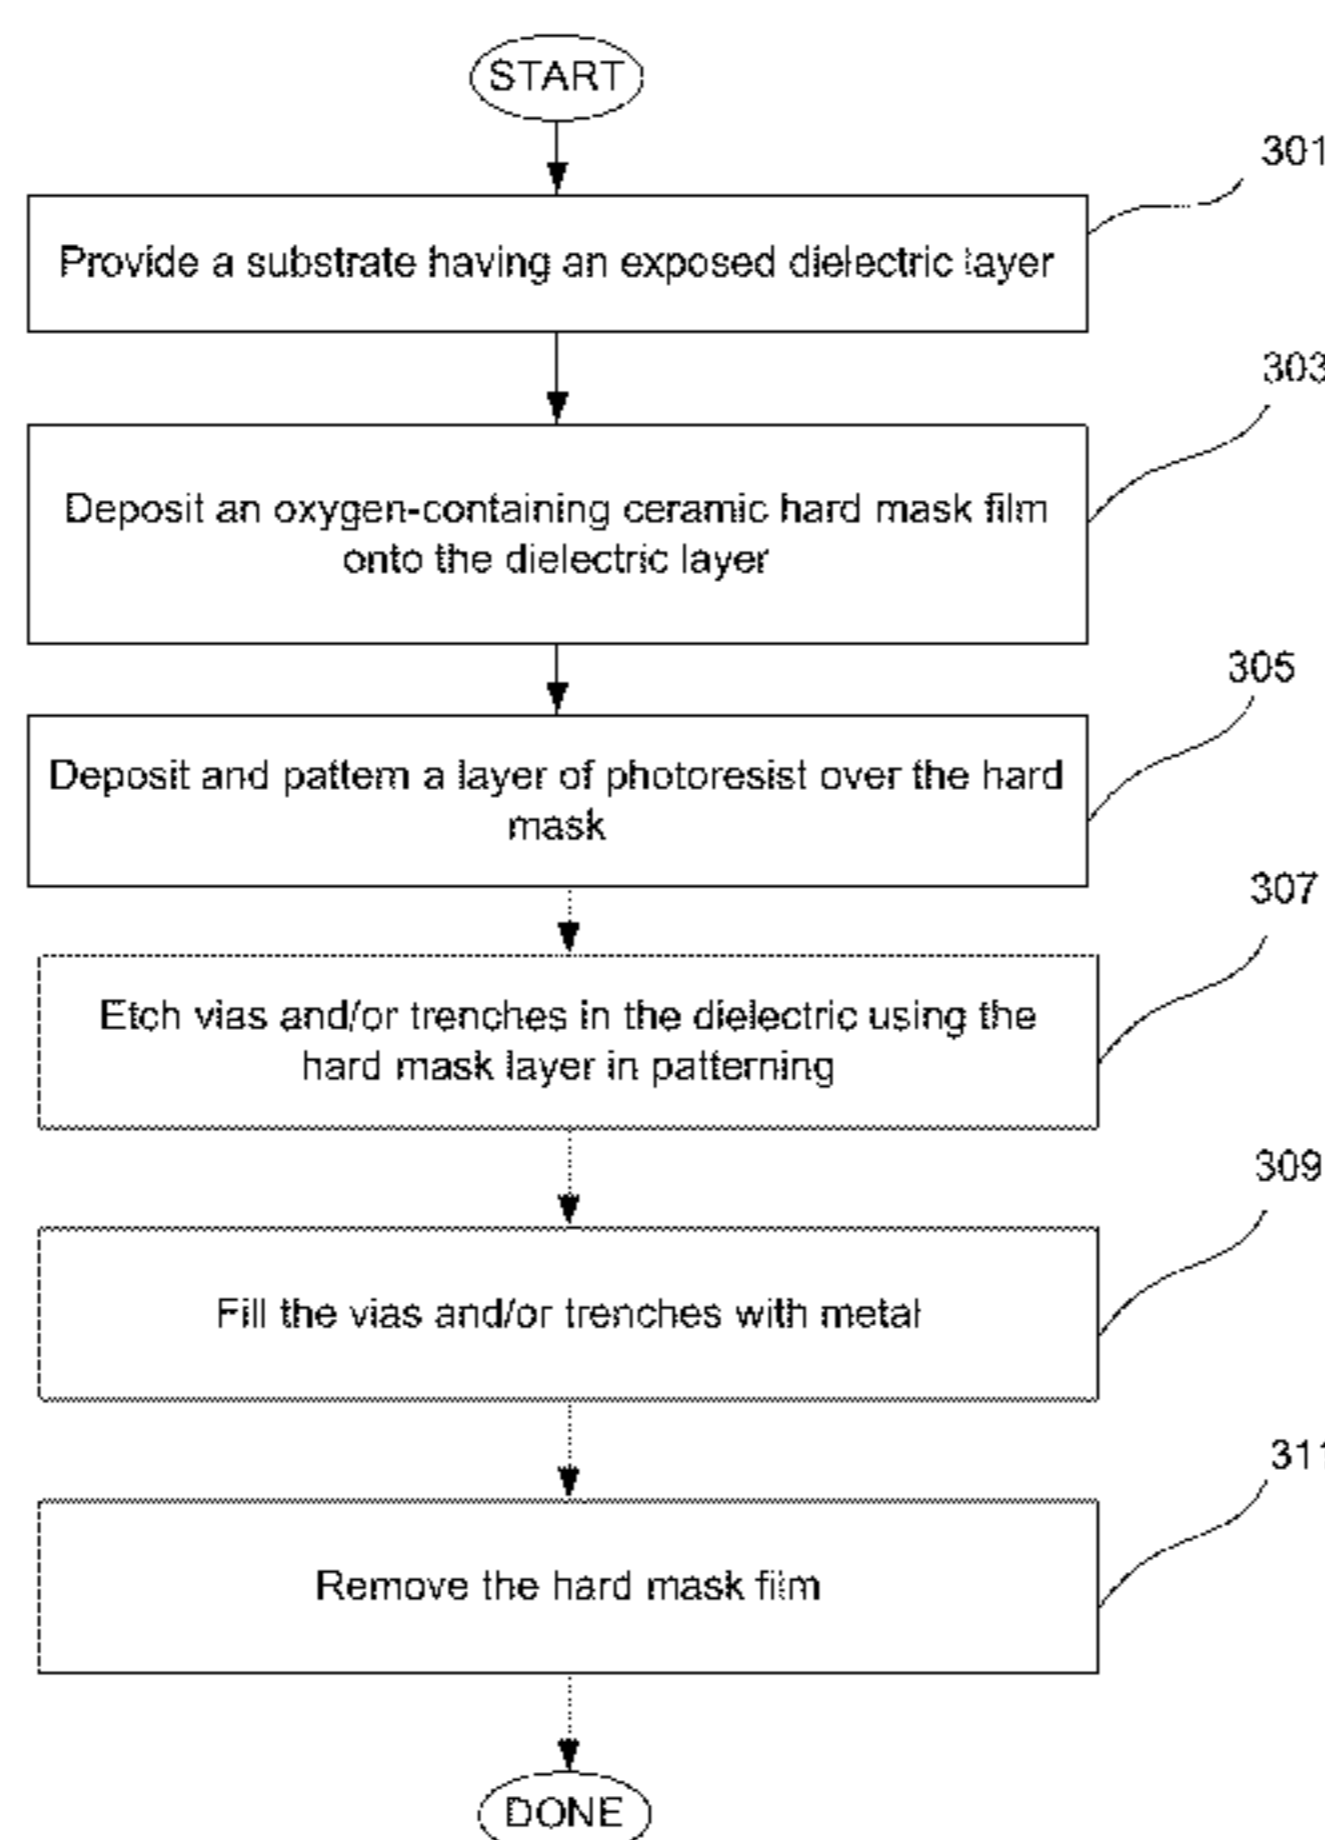 START
301
Provide a substrate having an exposed dielectric layer
303
Deposit an oxygen-containing ceramic hard mask film
onto the dielectric layer
305
Deposit and pattern a layer of photoresist over the hard
mask
307
Etch vias and/or trenches in the dielectric using the
hard mask layer in patterning
309
Fill the vias and/or trenches with metal
311
Remove the hard mask film
DONE